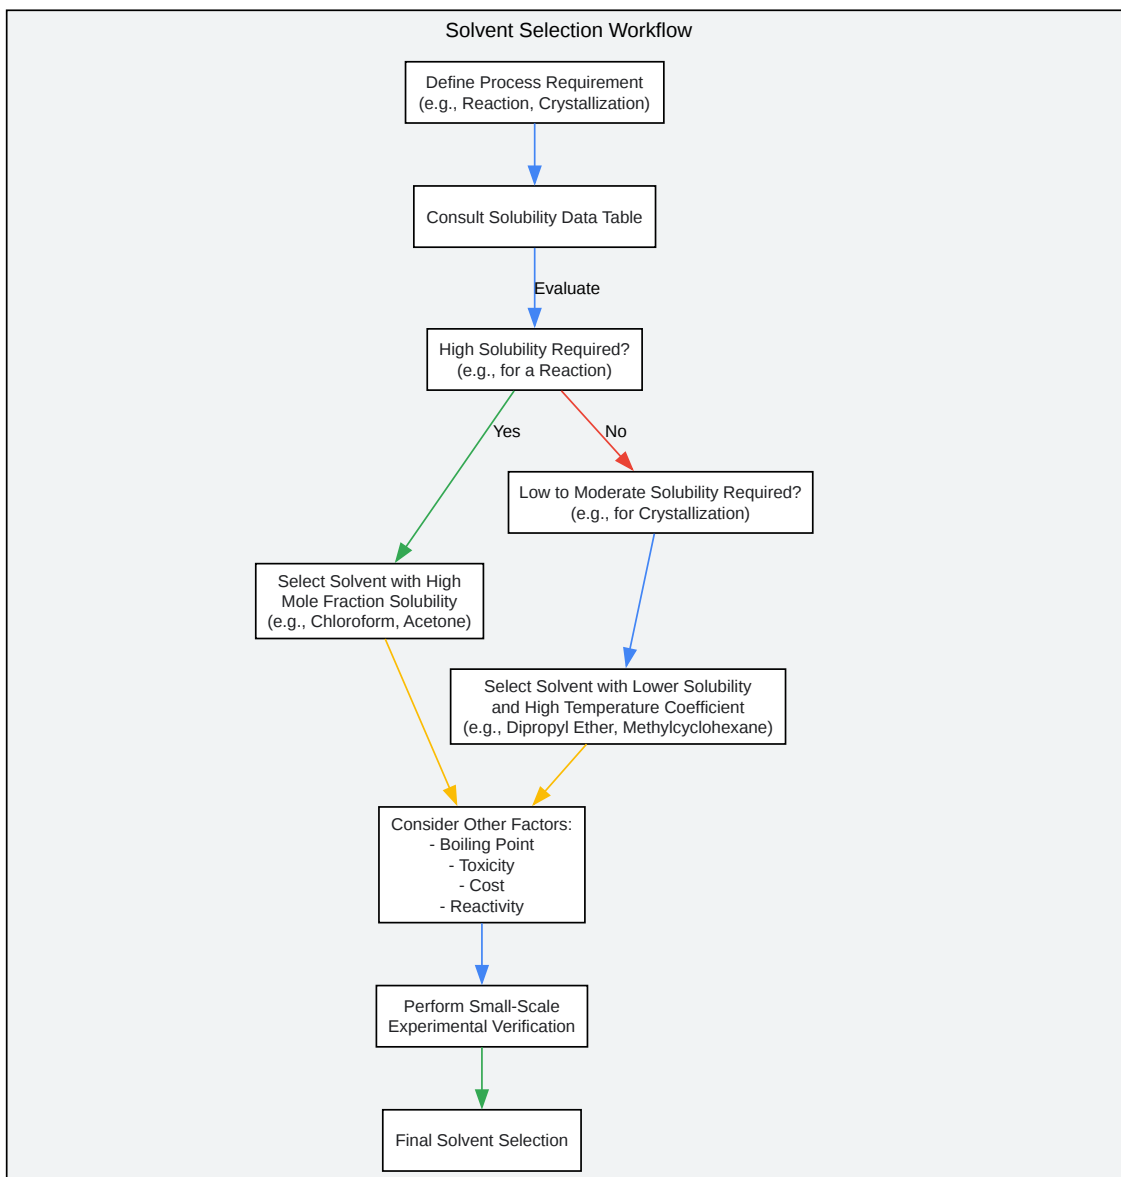 Solvent Selection Workflow
Define Process Requirement
(e.g., Reaction, Crystallization)
Consult Solubility Data Table
Evaluate
High Solubility Required?
(e.g., for a Reaction)
Yes
No
Low to Moderate Solubility Required?
(e.g., for Crystallization)
Select Solvent with High
Mole Fraction Solubility
(e.g., Chloroform, Acetone)
Select Solvent with Lower Solubility
and High Temperature Coefficient
(e.g., Dipropyl Ether, Methylcyclohexane)
Consider Other Factors:
- Boiling Point
- Toxicity
- Cost
- Reactivity
Perform Small-Scale
Experimental Verification
Final Solvent Selection